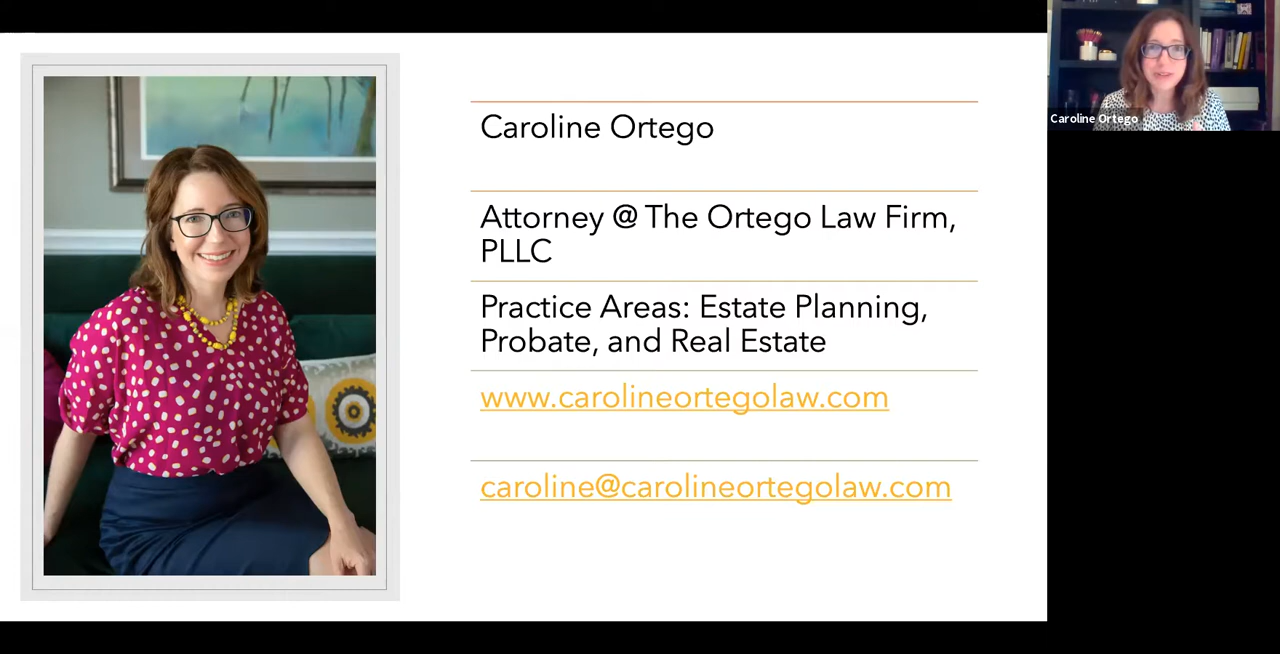 Caroline Ortego
Attorney @ The Ortego Law Firm,
PLLC
Practice Areas: Estate Planning,
Probate, and Real Estate
www.carolineortegolaw.com
caroline@carolineortegolaw.com
Caroline Ortego